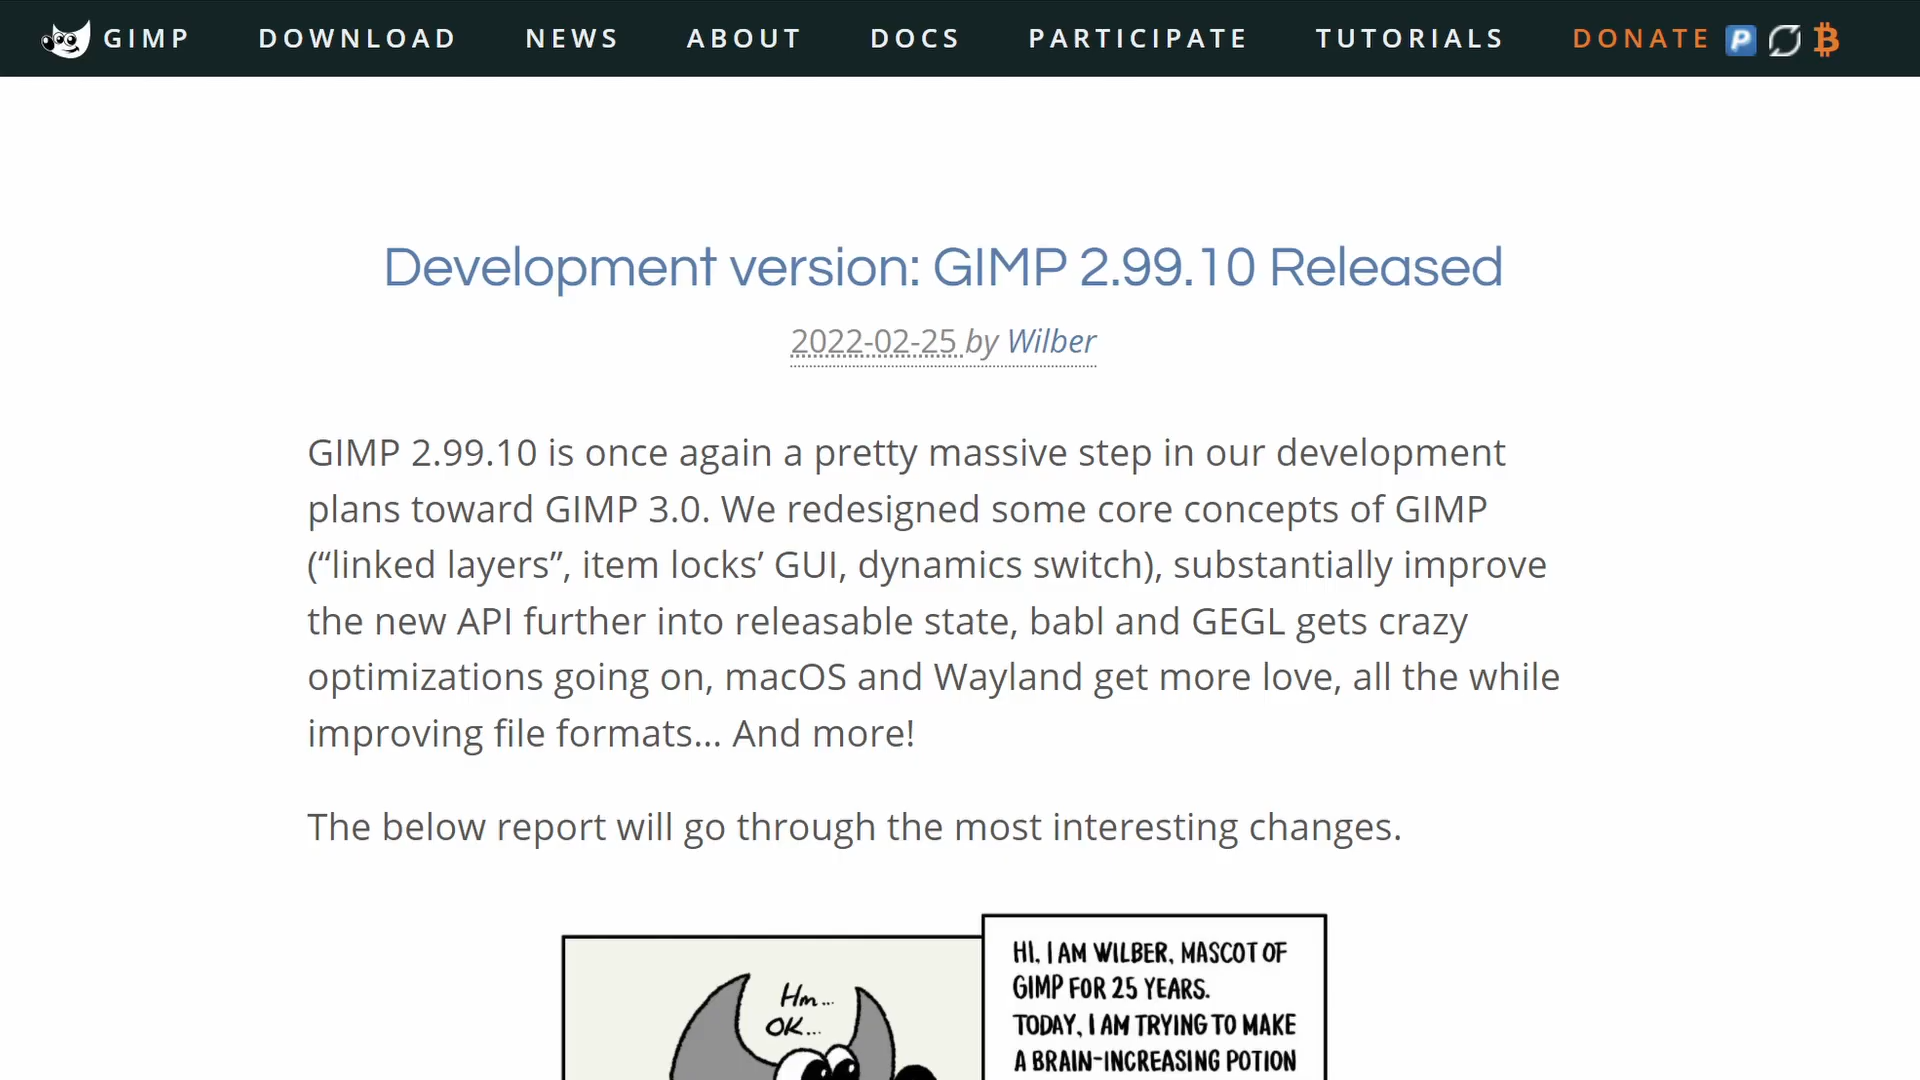 GIMP DOWNLOAD NEWS ABOUT DOCS PARTICIPATE TUTORIALS DONATE
Development version: GIMP 2.99.10 Released
2022-02-25 by Wilber
GIMP 2.99.10 is once again a pretty massive step in our development
plans toward GIMP 3.0. We redesigned some core concepts of GIMP
(“linked layers”, item locks’ GUI, dynamics switch), substantially improve
the new API further into releasable state, babl and GEGL gets crazy
optimizations going on, macOS and Wayland get more love, all the while
improving file formats… And more!
The below report will go through the most interesting changes.
Hm...
OK...
HI, I AM WILBER, MASCOT OF
GIMP FOR 25 YEARS.
TODAY, I AM TRYING TO MAKE
A BRAIN-INCREASING POTION